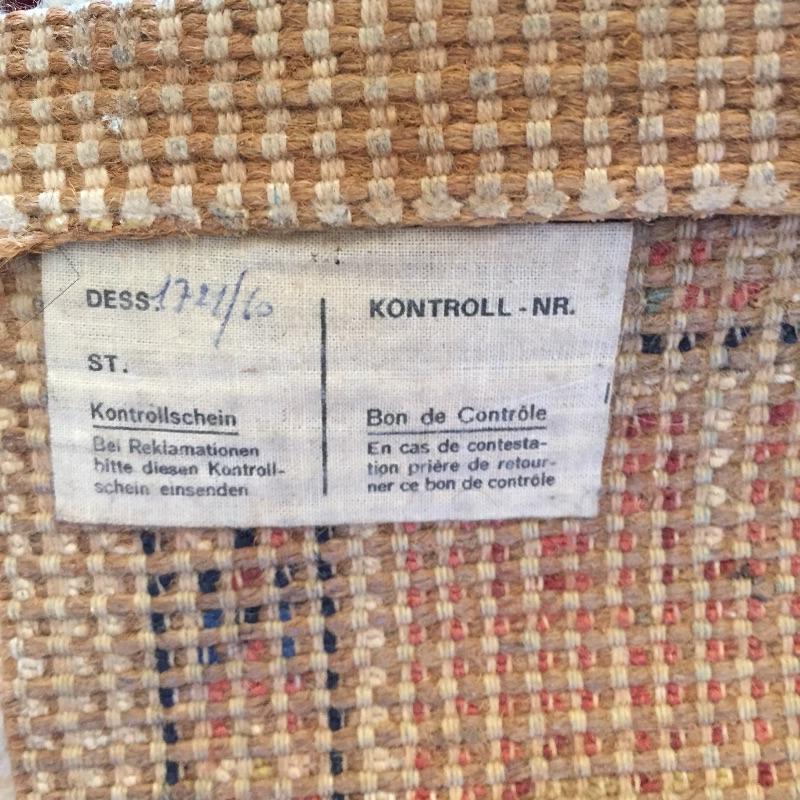 DESS. 1721/60
ST.
Kontrollschein
Bei Reklamationen
bitte diesen Kontroll-
schein einsenden
KONTROLL - NR.
Bon de Contrôle
En cas de contesta-
tion prière de retour-
ner ce bon de contrôle